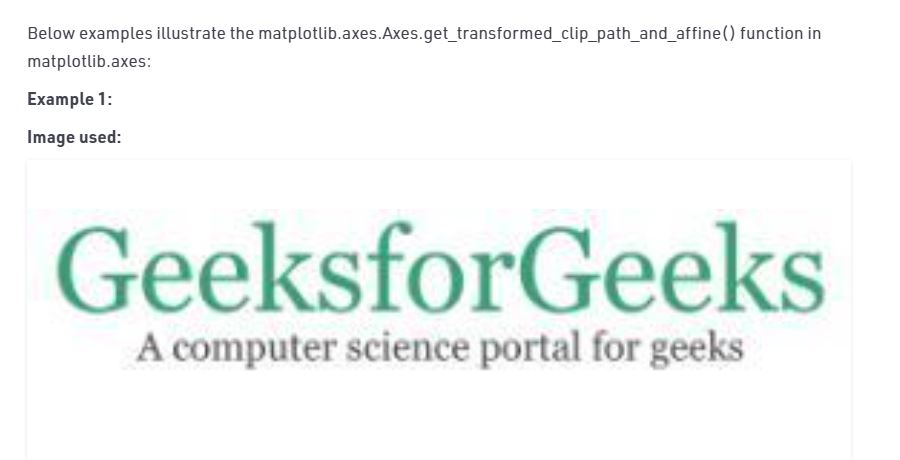 Below examples illustrate the matplotlib.axes.Axes.get_transformed_clip_path_and_affine() function in
matplotlib.axes:
Example 1:
Image used:
GeeksforGeeks
A computer science portal for geeks